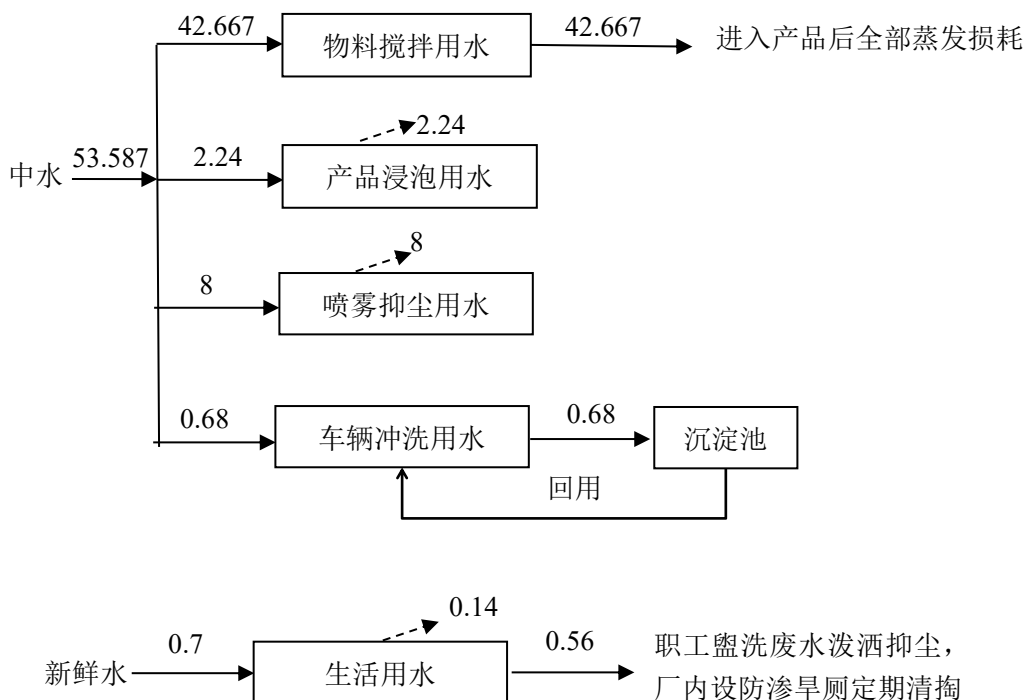 42.667
物料搅拌用水
42.667
进入产品后全部蒸发损耗
中水
53.587
2.24
产品浸泡用水
2.24
8
喷雾抑尘用水
8
0.68
车辆冲洗用水
0.68
沉淀池
回用
新鲜水
0.7
生活用水
0.14
0.56
职工盥洗废水泼洒抑尘，
厂内设防渗旱厕定期清掏